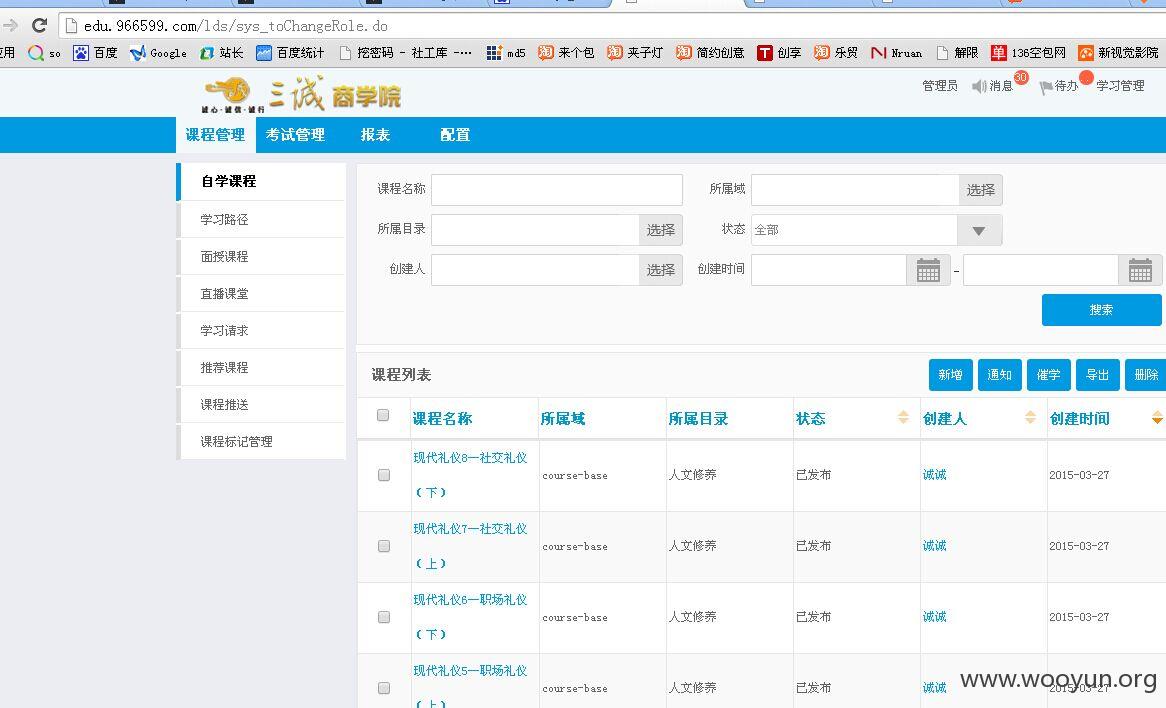 edu.966599.com/lds/sys_toChangeRole.do
应用 so 百度 Google 站长 百度统计 挖密码 - 社工库 -… md5 来个包 夹子灯 简约创意 创享 乐贸 Nruan 解限 136空包网 新视觉影院
诚心·诚信·诚行 三诚 商学院
管理员 消息 30 待办 学习管理
课程管理 考试管理 报表 配置
自学课程
学习路径
面授课程
直播课堂
学习请求
推荐课程
课程推送
课程标记管理
课程名称 所属域 选择
所属目录 选择 状态 全部
创建人 选择 创建时间 -
搜索
课程列表 新增 通知 催学 导出 删除
课程名称 所属域 所属目录 状态 创建人 创建时间
现代礼仪8—社交礼仪
（下） course-base 人文修养 已发布 诚诚 2015-03-27
现代礼仪7—社交礼仪
（上） course-base 人文修养 已发布 诚诚 2015-03-27
现代礼仪6—职场礼仪
（下） course-base 人文修养 已发布 诚诚 2015-03-27
现代礼仪5—职场礼仪
（上） course-base 人文修养 已发布 诚诚 2015-03-27
www.wooyun.org